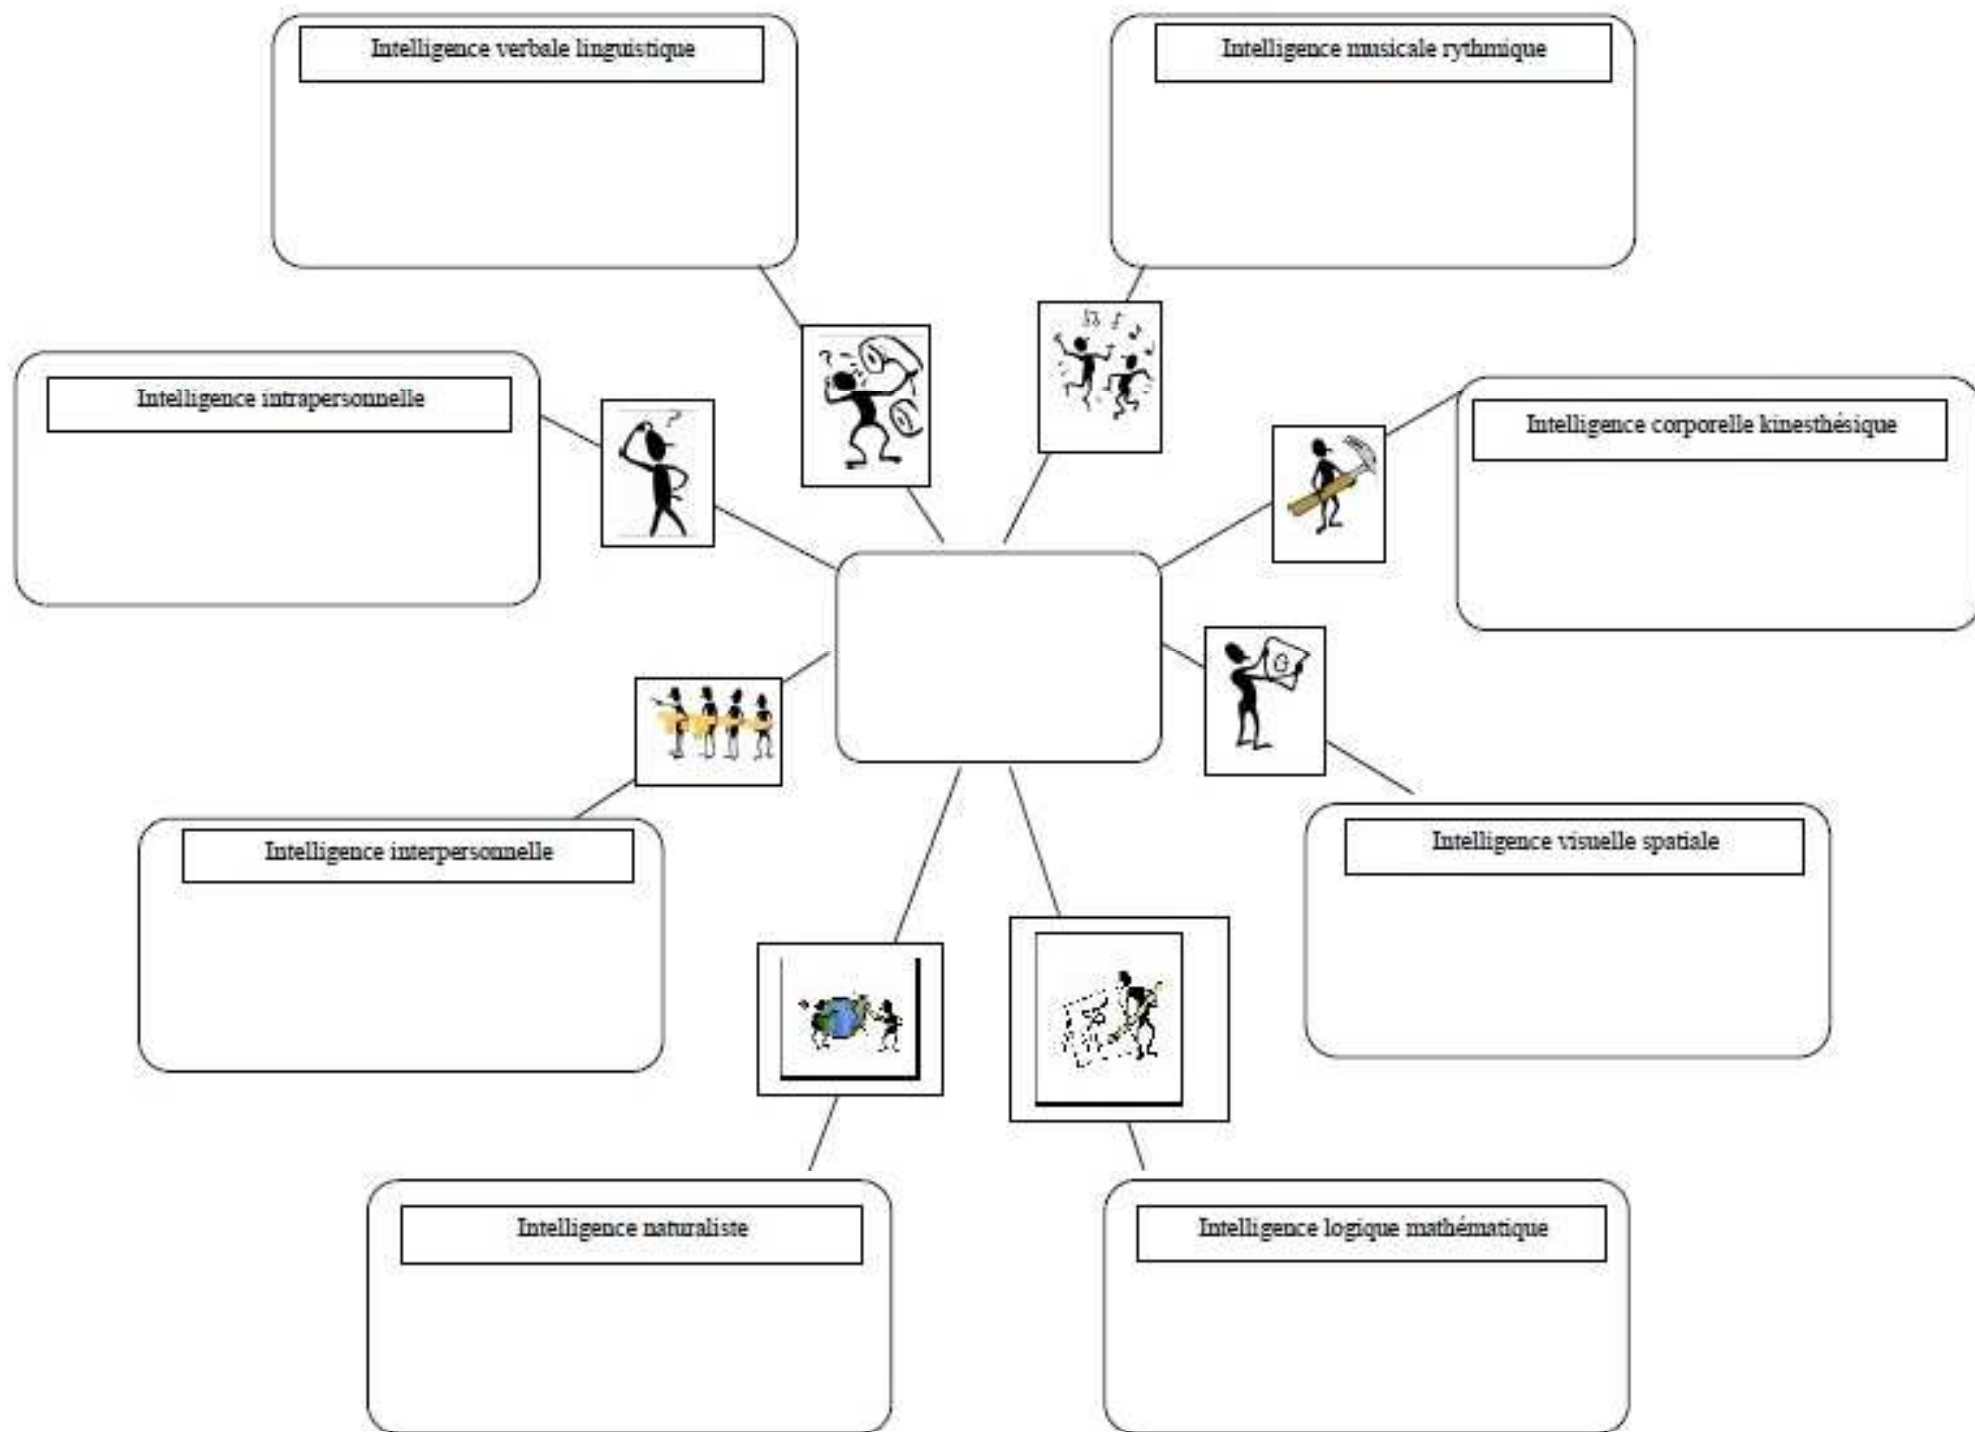 Intelligence verbale linguistique
Intelligence musicale rythmique
Intelligence intrapersonnelle
Intelligence corporelle kinesthésique
Intelligence interpersonnelle
Intelligence visuelle spatiale
Intelligence naturaliste
Intelligence logique mathématique